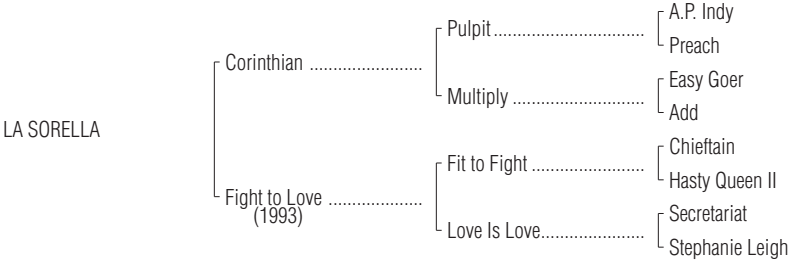 A.P. Indy
Pulpit..............................
Preach
Corinthian .......................
Easy Goer
Multiply ..........................
Add
LA SORELLA
Chieftain
Fit to Fight .......................
Hasty Queen II
Fight to Love ...................
(1993)
Secretariat
Love Is Love.....................
Stephanie Leigh